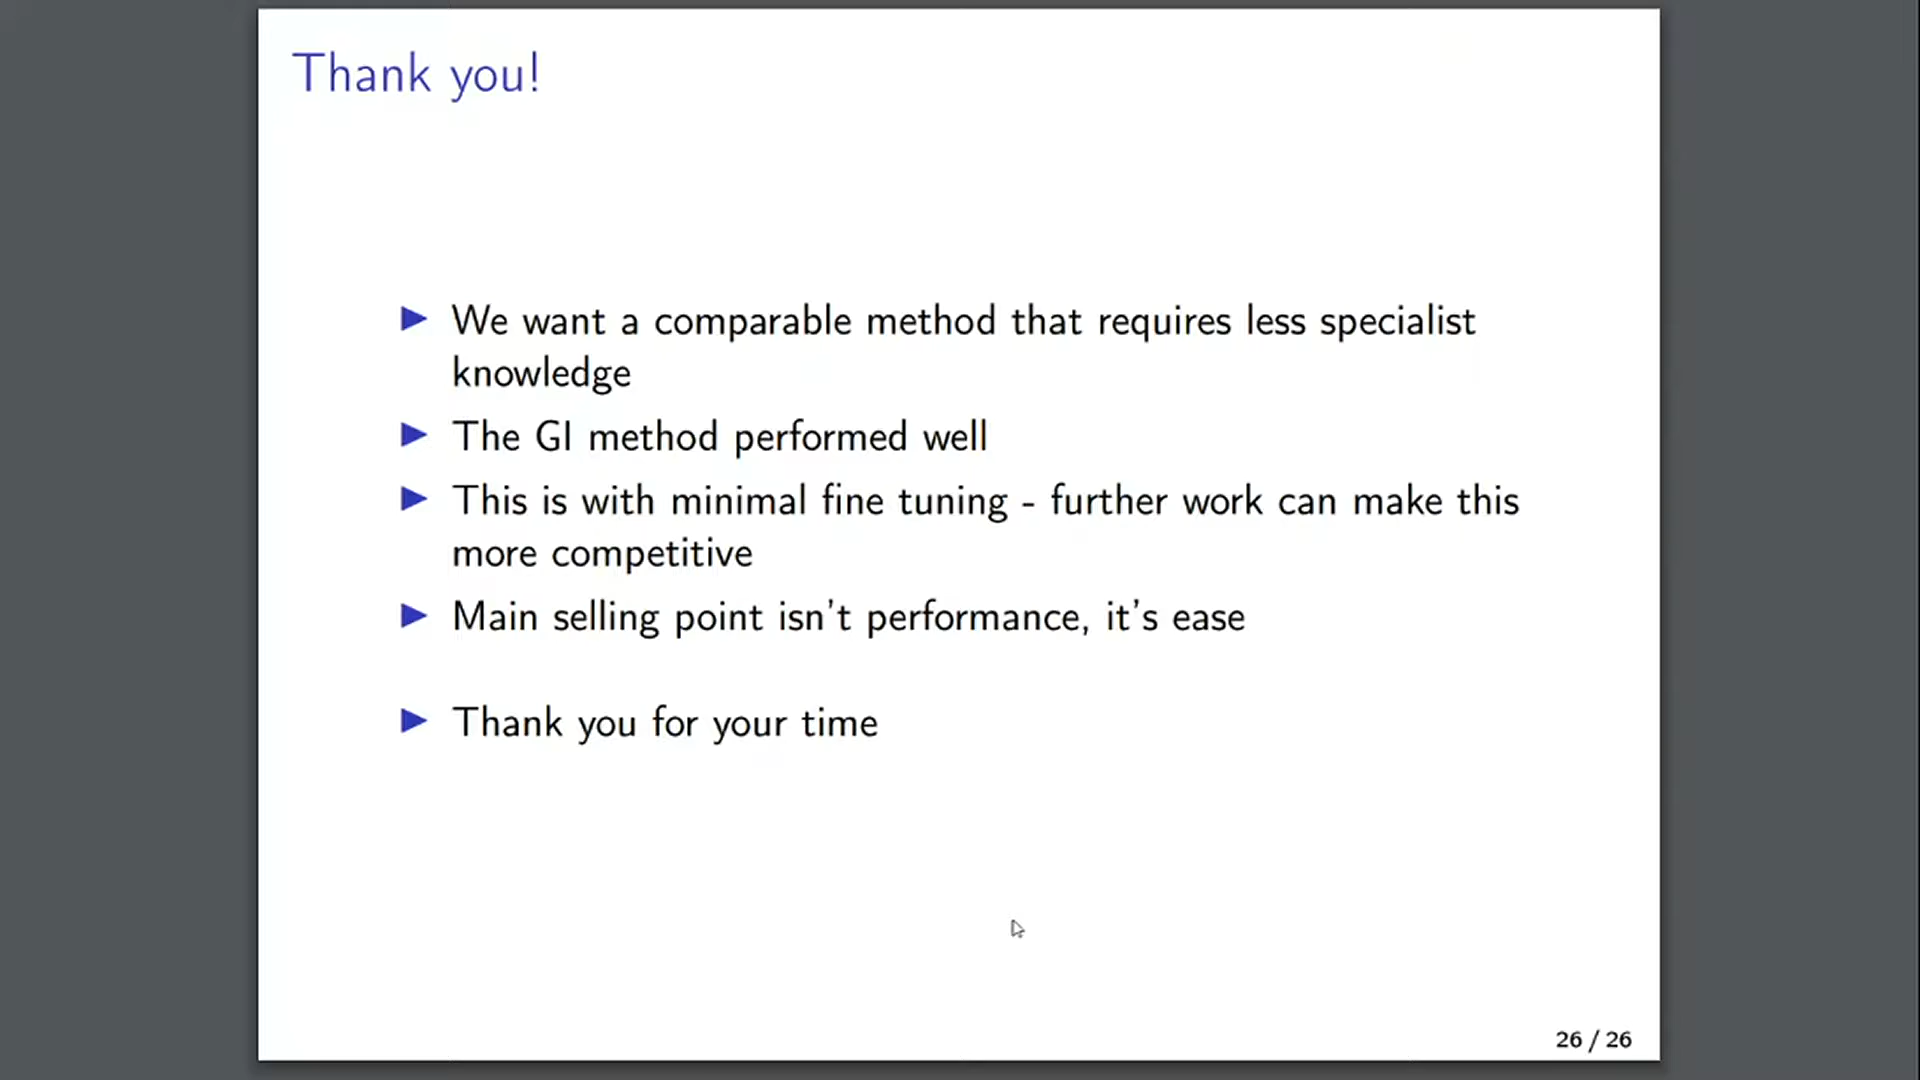 Thank you!
We want a comparable method that requires less specialist
knowledge
The GI method performed well
This is with minimal fine tuning - further work can make this
more competitive
Main selling point isn't performance, it's ease
Thank you for your time
26 / 26